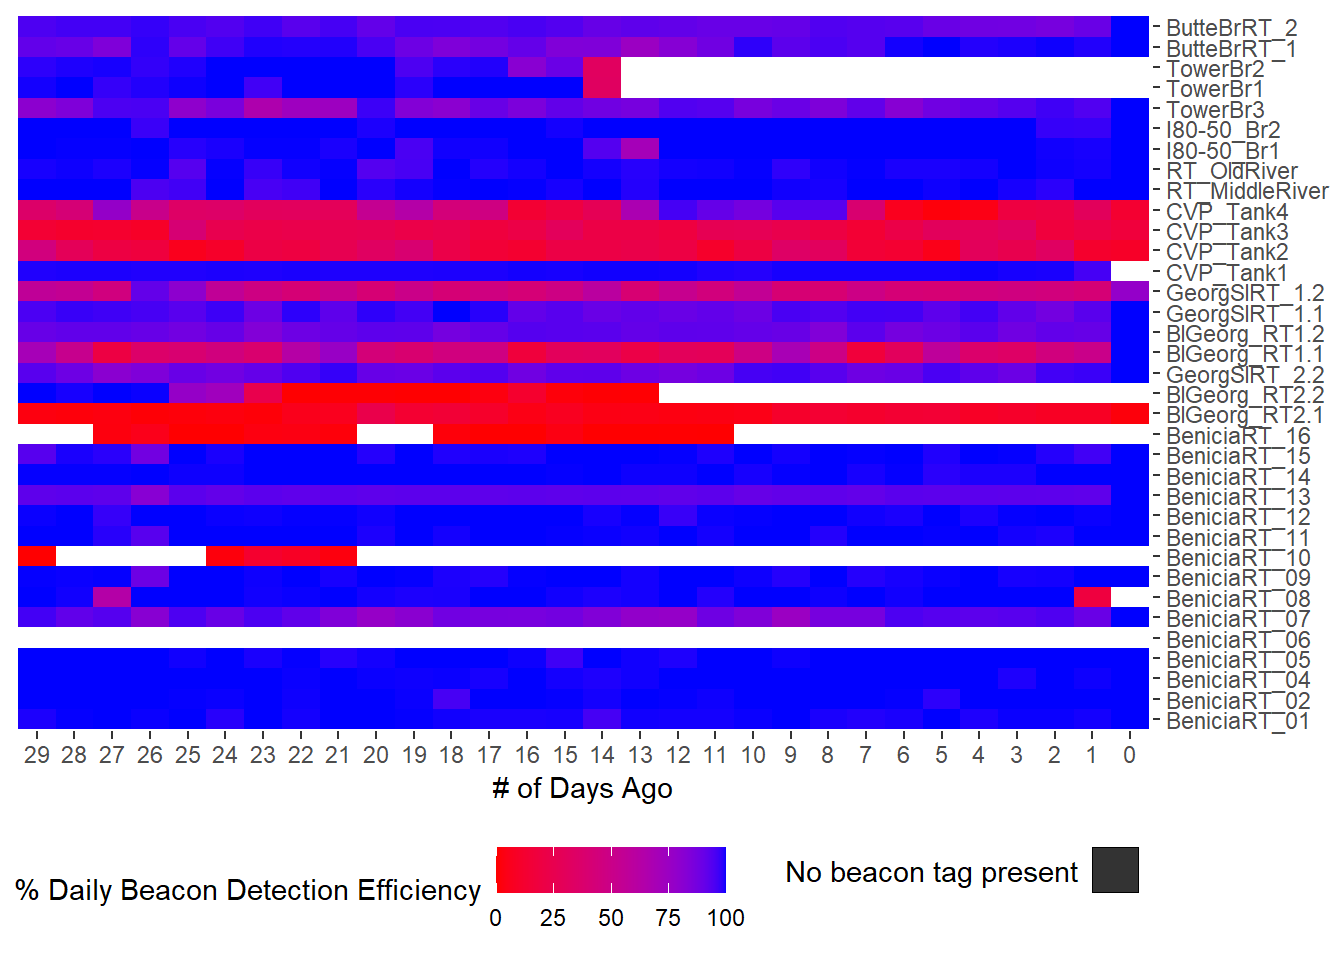 ButteBrRT_2
ButteBrRT_1
TowerBr2
TowerBr1
TowerBr3
I80-50_Br2
I80-50_Br1
RT_OldRiver
RT_MiddleRiver
CVP_Tank4
CVP_Tank3
CVP_Tank2
CVP_Tank1
GeorgSlRT_1.2
GeorgSlRT_1.1
BlGeorg_RT1.2
BlGeorg_RT1.1
GeorgSlRT_2.2
BlGeorg_RT2.2
BlGeorg_RT2.1
BeniciaRT_16
BeniciaRT_15
BeniciaRT_14
BeniciaRT_13
BeniciaRT_12
BeniciaRT_11
BeniciaRT_10
BeniciaRT_09
BeniciaRT_08
BeniciaRT_07
BeniciaRT_06
BeniciaRT_05
BeniciaRT_04
BeniciaRT_02
BeniciaRT_01
29 28 27 26 25 24 23 22 21 20 19 18 17 16 15 14 13 12 11 10 9 8 7 6 5 4 3 2 1 0
# of Days Ago
% Daily Beacon Detection Efficiency
0 25 50 75 100
No beacon tag present